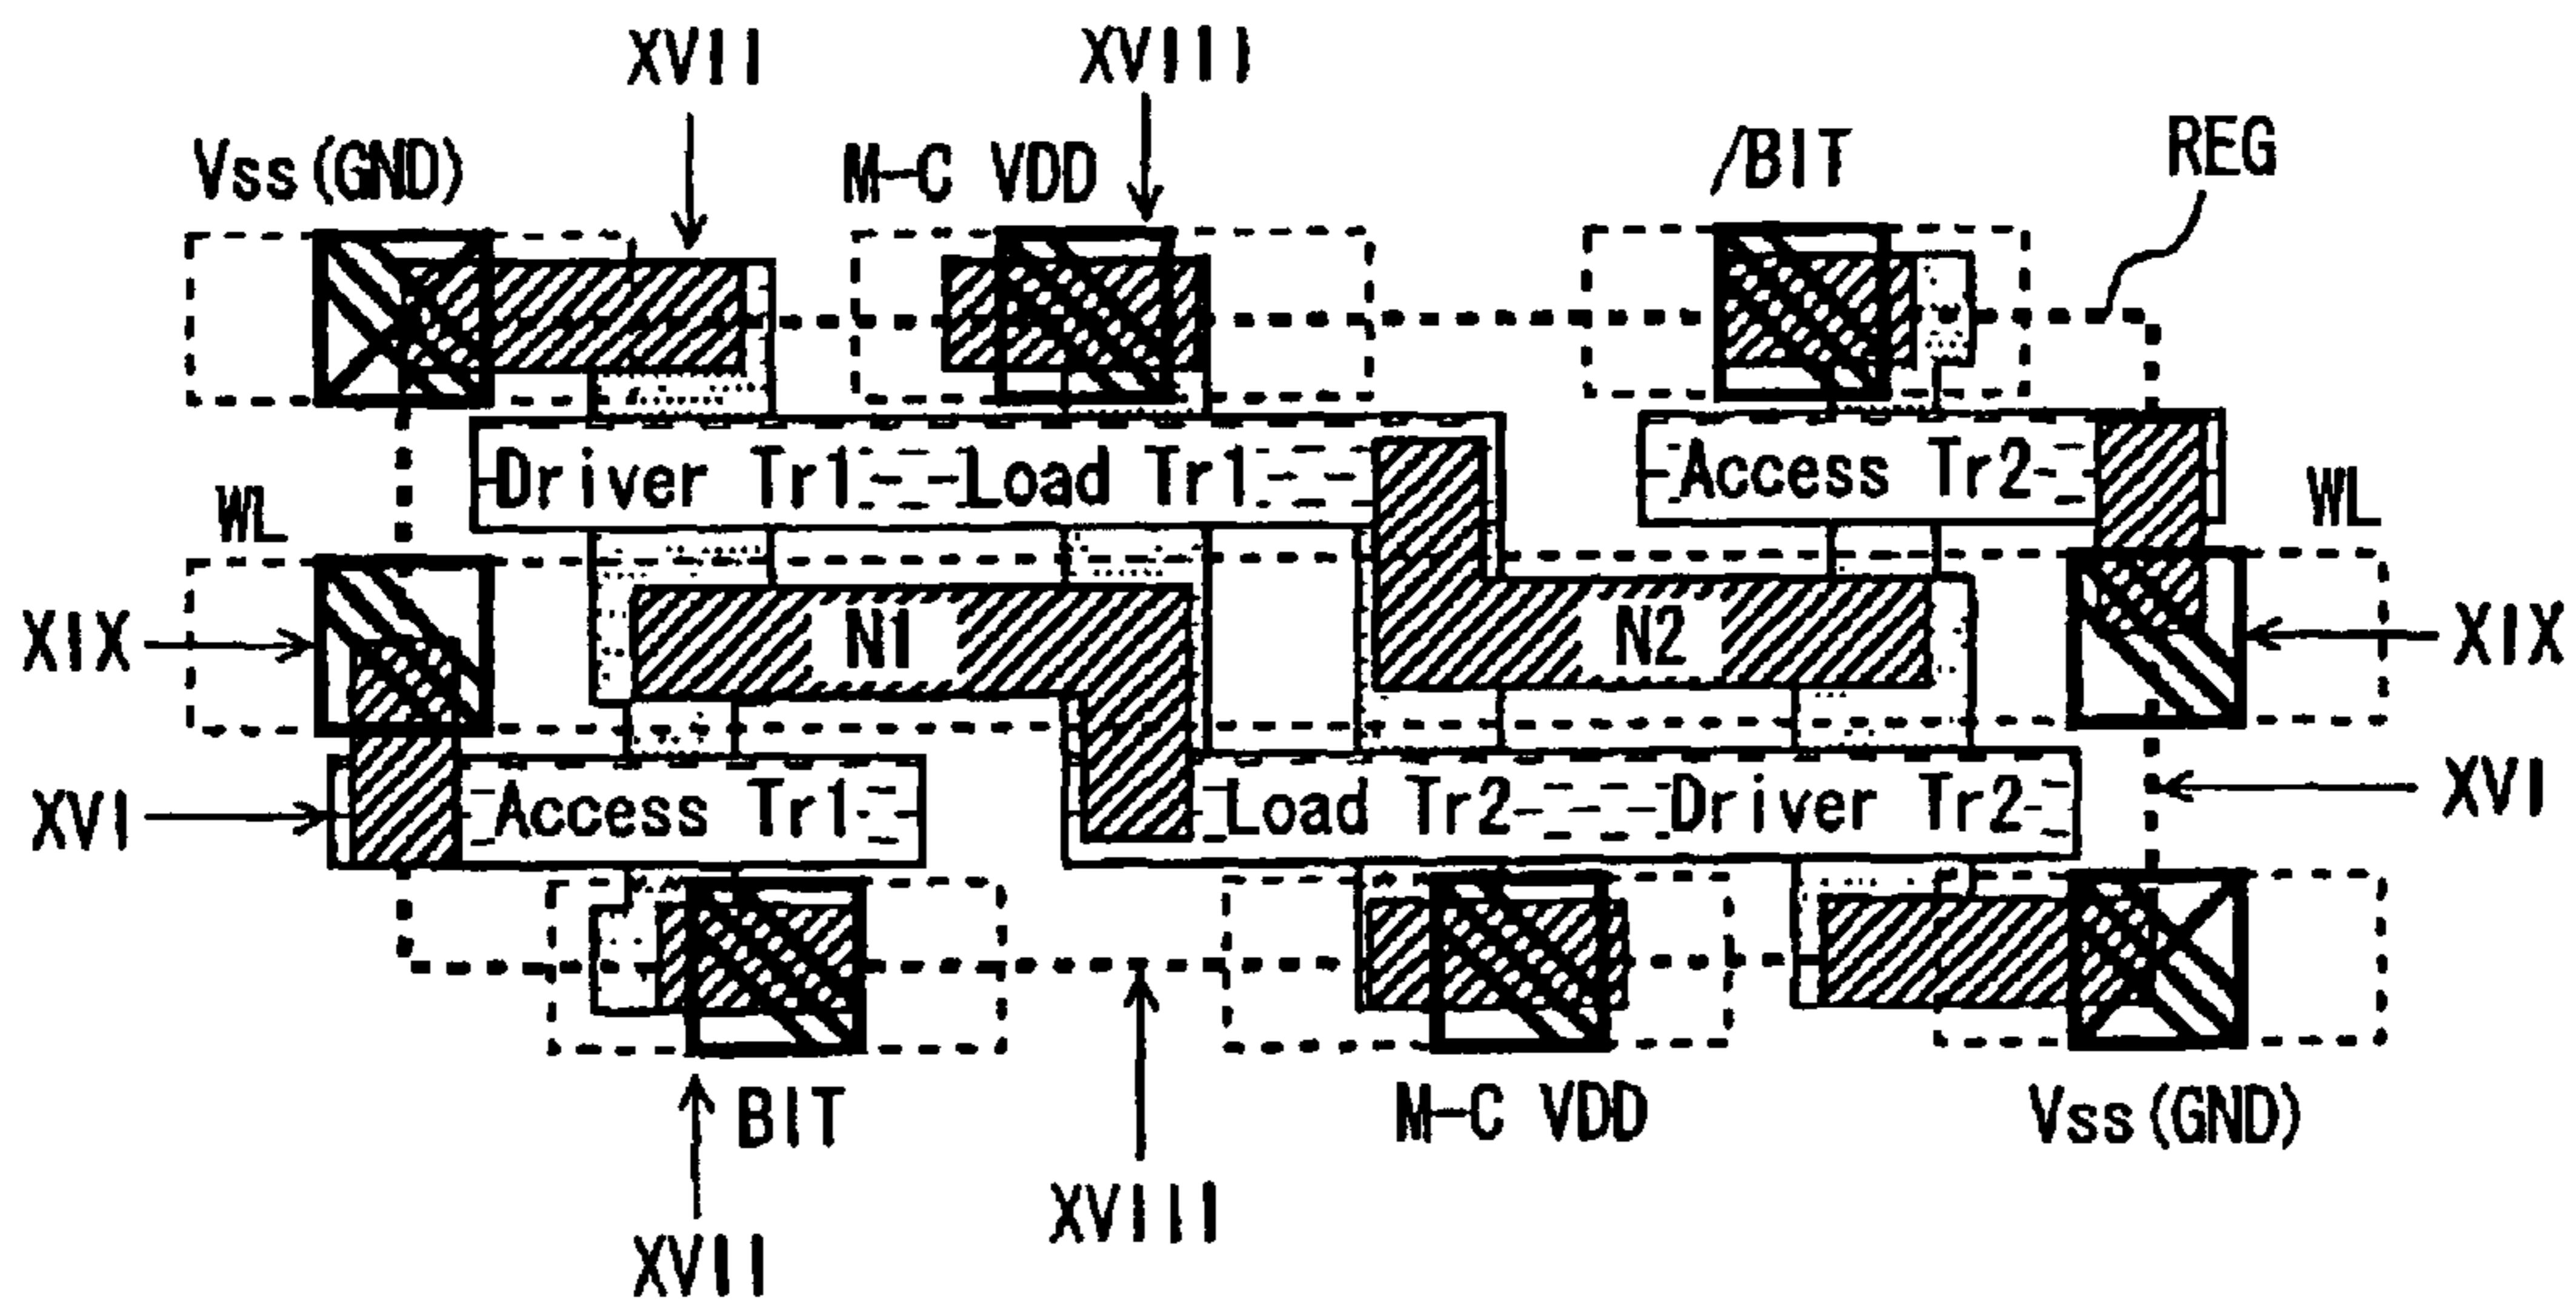 XVII XVIII
Vss(GND) M-C VDD /BIT REG
Driver Tr1 Load Tr1 Access Tr2
WL WL
XIX N1 N2 XIX
XVI Access Tr1 Load Tr2 Driver Tr2 XVI
BIT M-C VDD Vss(GND)
XVII XVIII